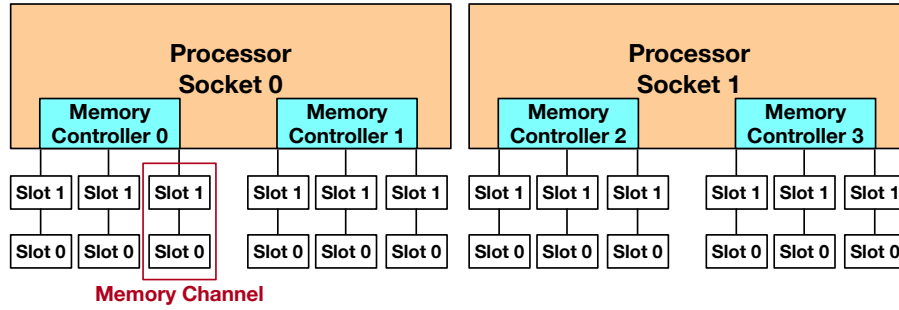 Processor
Socket 0
Processor
Socket 1
Memory
Controller 0
Memory
Controller 1
Memory
Controller 2
Memory
Controller 3
Slot 1 Slot 1 Slot 1 Slot 1 Slot 1 Slot 1 Slot 1 Slot 1 Slot 1 Slot 1 Slot 1 Slot 1
Slot 0 Slot 0 Slot 0 Slot 0 Slot 0 Slot 0 Slot 0 Slot 0 Slot 0 Slot 0 Slot 0 Slot 0
Memory Channel